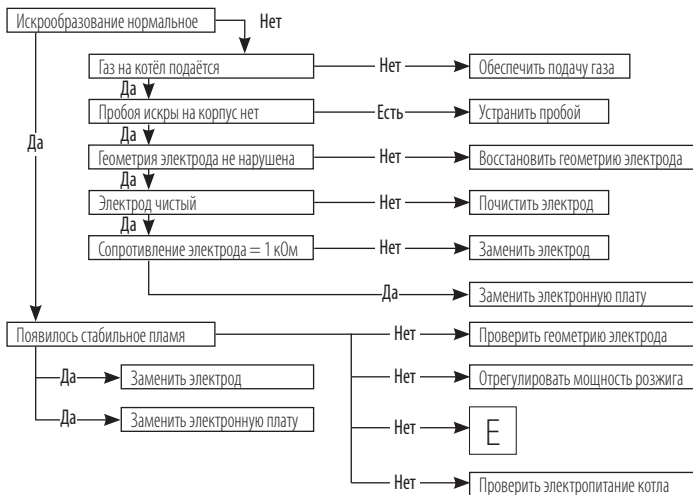 Искрообразование нормальное
Нет
Газ на котёл подаётся
Нет
Обеспечить подачу газа
Да
Пробоя искры на корпус нет
Есть
Устранить пробой
Да
Да
Геометрия электрода не нарушена
Нет
Восстановить геометрию электрода
Да
Электрод чистый
Нет
Почистить электрод
Да
Сопротивление электрода = 1 кОм
Нет
Заменить электрод
Да
Заменить электронную плату
Появилось стабильное пламя
Нет
Проверить геометрию электрода
Да
Заменить электрод
Нет
Отрегулировать мощность розжига
Да
Заменить электронную плату
Нет
E
Нет
Проверить электропитание котла